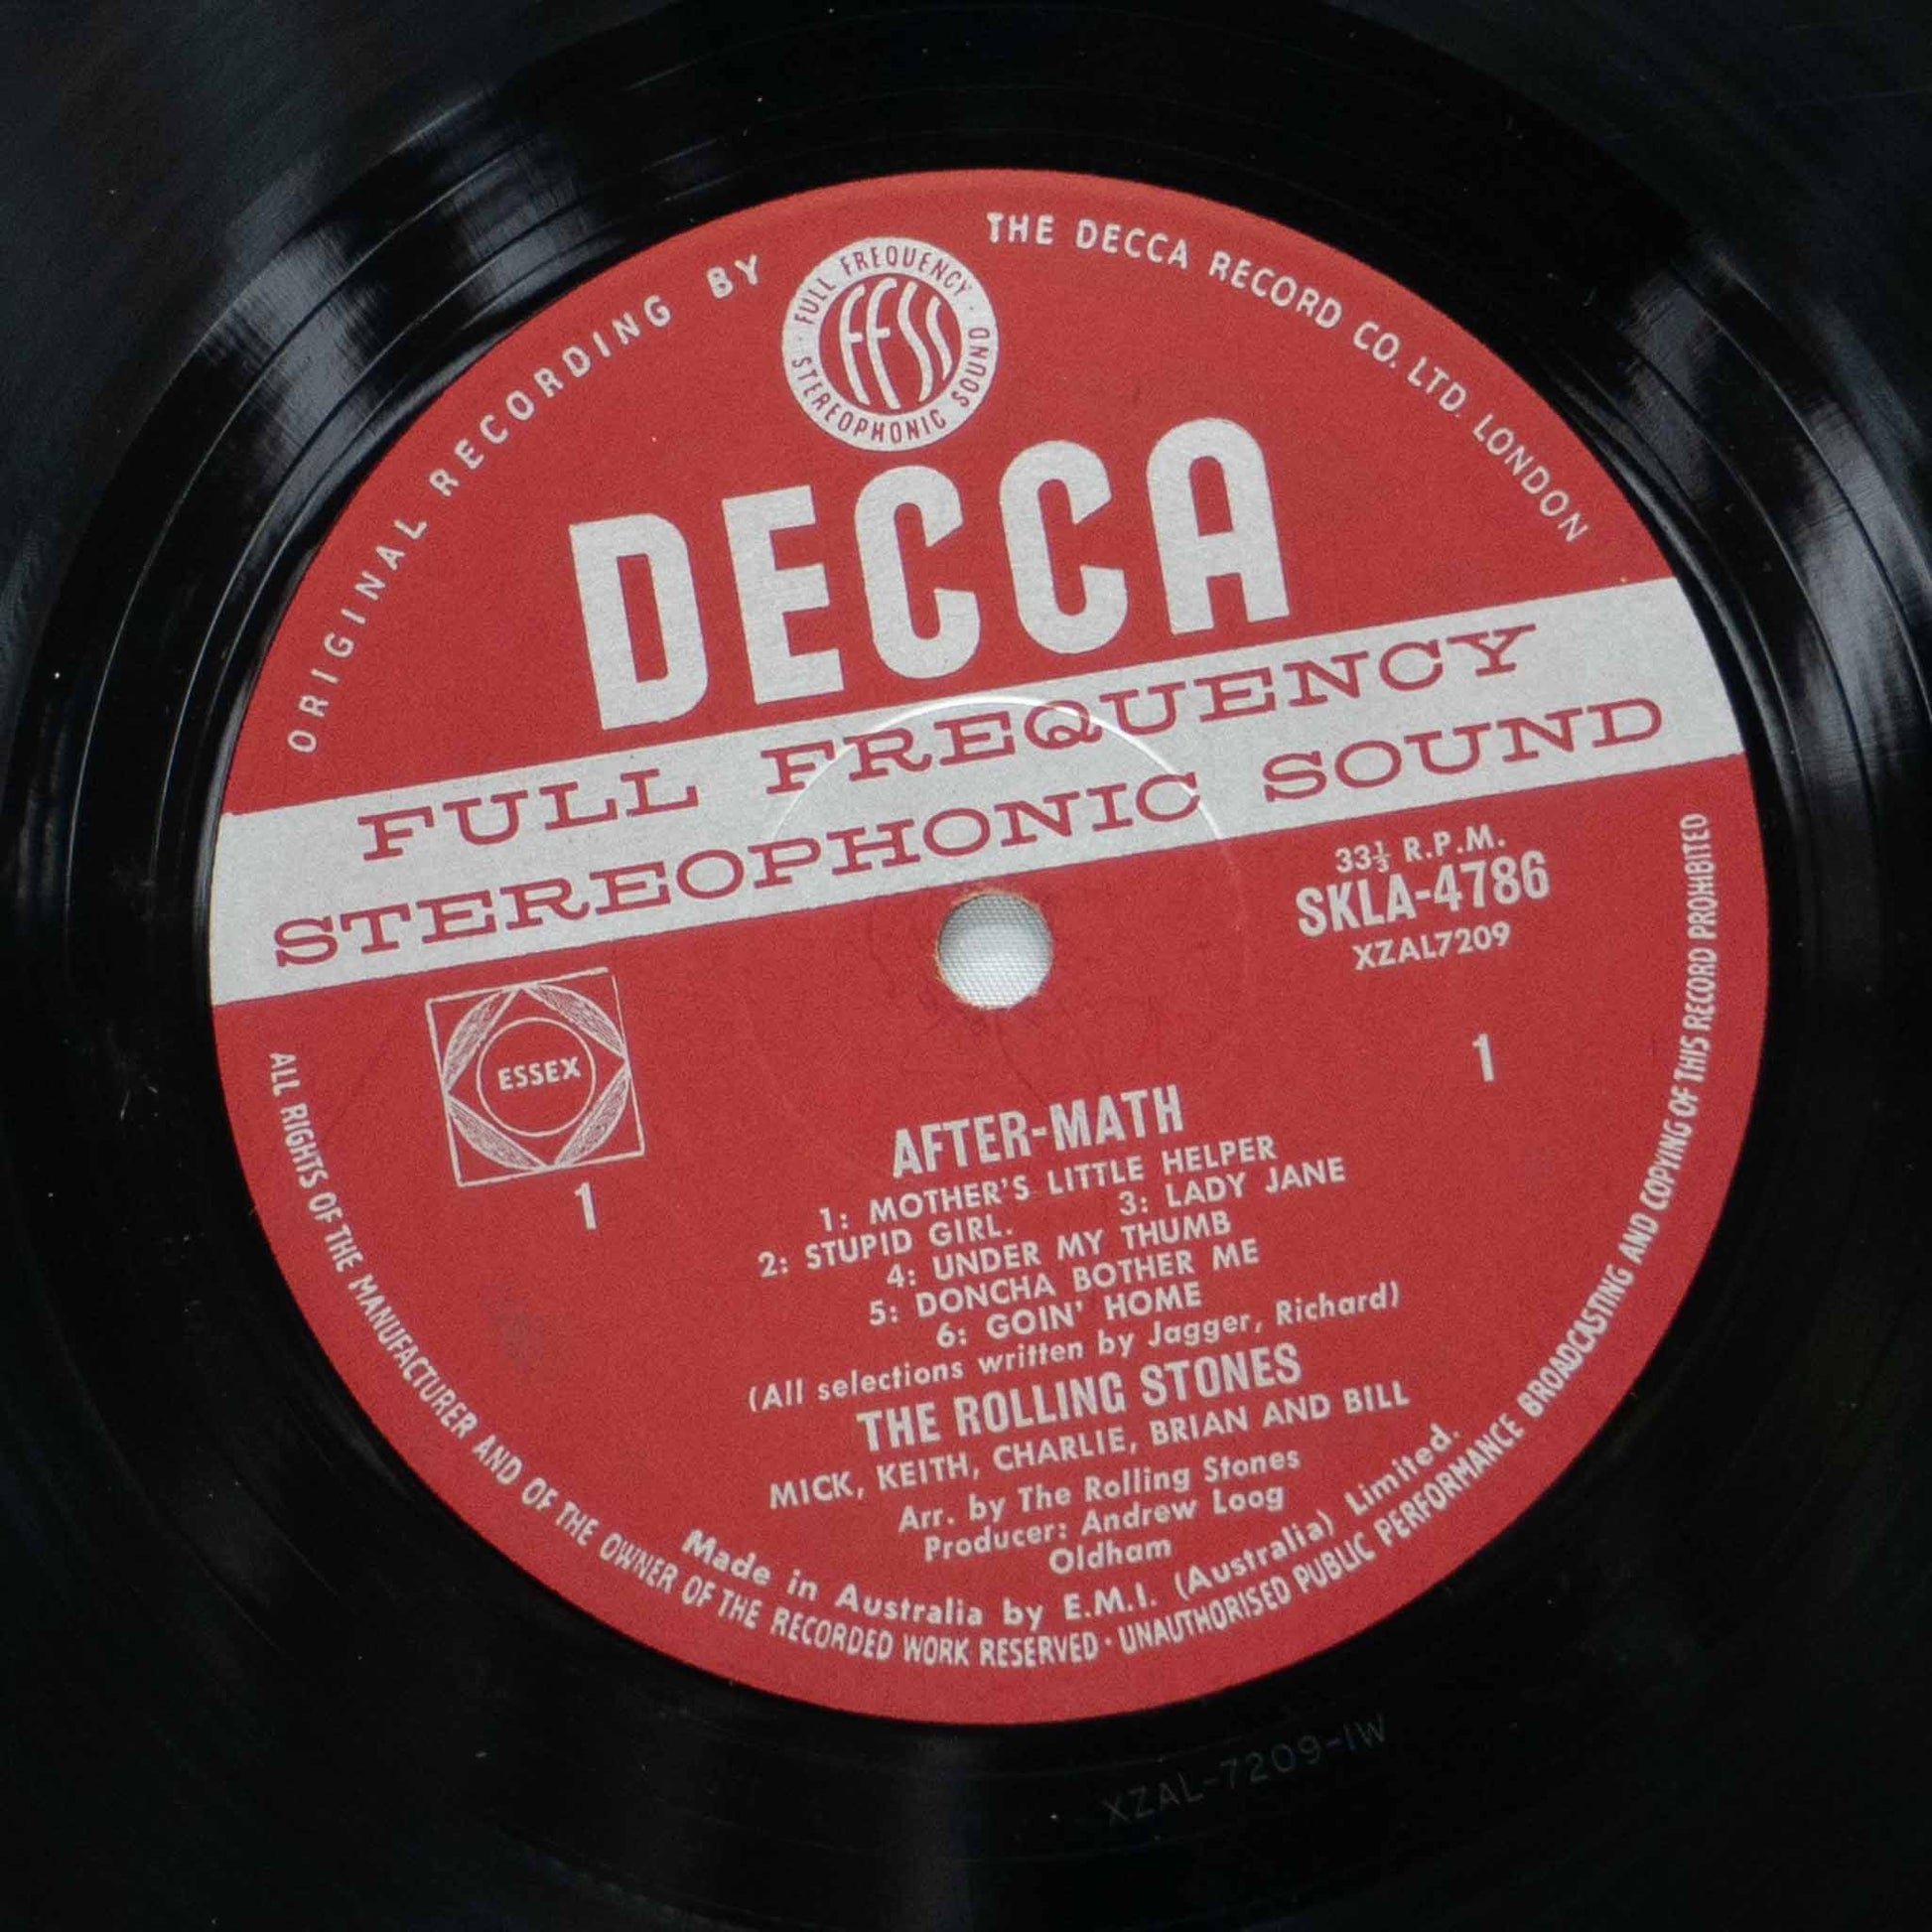 ORIGINAL RECORDING BY
THE DECCA RECORD CO. LTD. LONDON
FULL FREQUENCY · STEREOPHONIC SOUND ·
FFSS
DECCA
FULL FREQUENCY
STEREOPHONIC SOUND
33⅓ R.P.M.
SKLA-4786
XZAL7209
ESSEX
1
1
AFTER-MATH
1: MOTHER'S LITTLE HELPER
2: STUPID GIRL. 3: LADY JANE
4: UNDER MY THUMB
5: DONCHA BOTHER ME
6: GOIN' HOME
(All selections written by Jagger, Richard)
THE ROLLING STONES
MICK, KEITH, CHARLIE, BRIAN AND BILL
Arr. by The Rolling Stones
Producer: Andrew Loog
Oldham
Made in Australia by E.M.I. (Australia) Limited.
ALL RIGHTS OF THE MANUFACTURER AND OF THE OWNER OF THE RECORDED WORK RESERVED · UNAUTHORISED PUBLIC PERFORMANCE BROADCASTING AND COPYING OF THIS RECORD PROHIBITED
XZAL-7209-1W